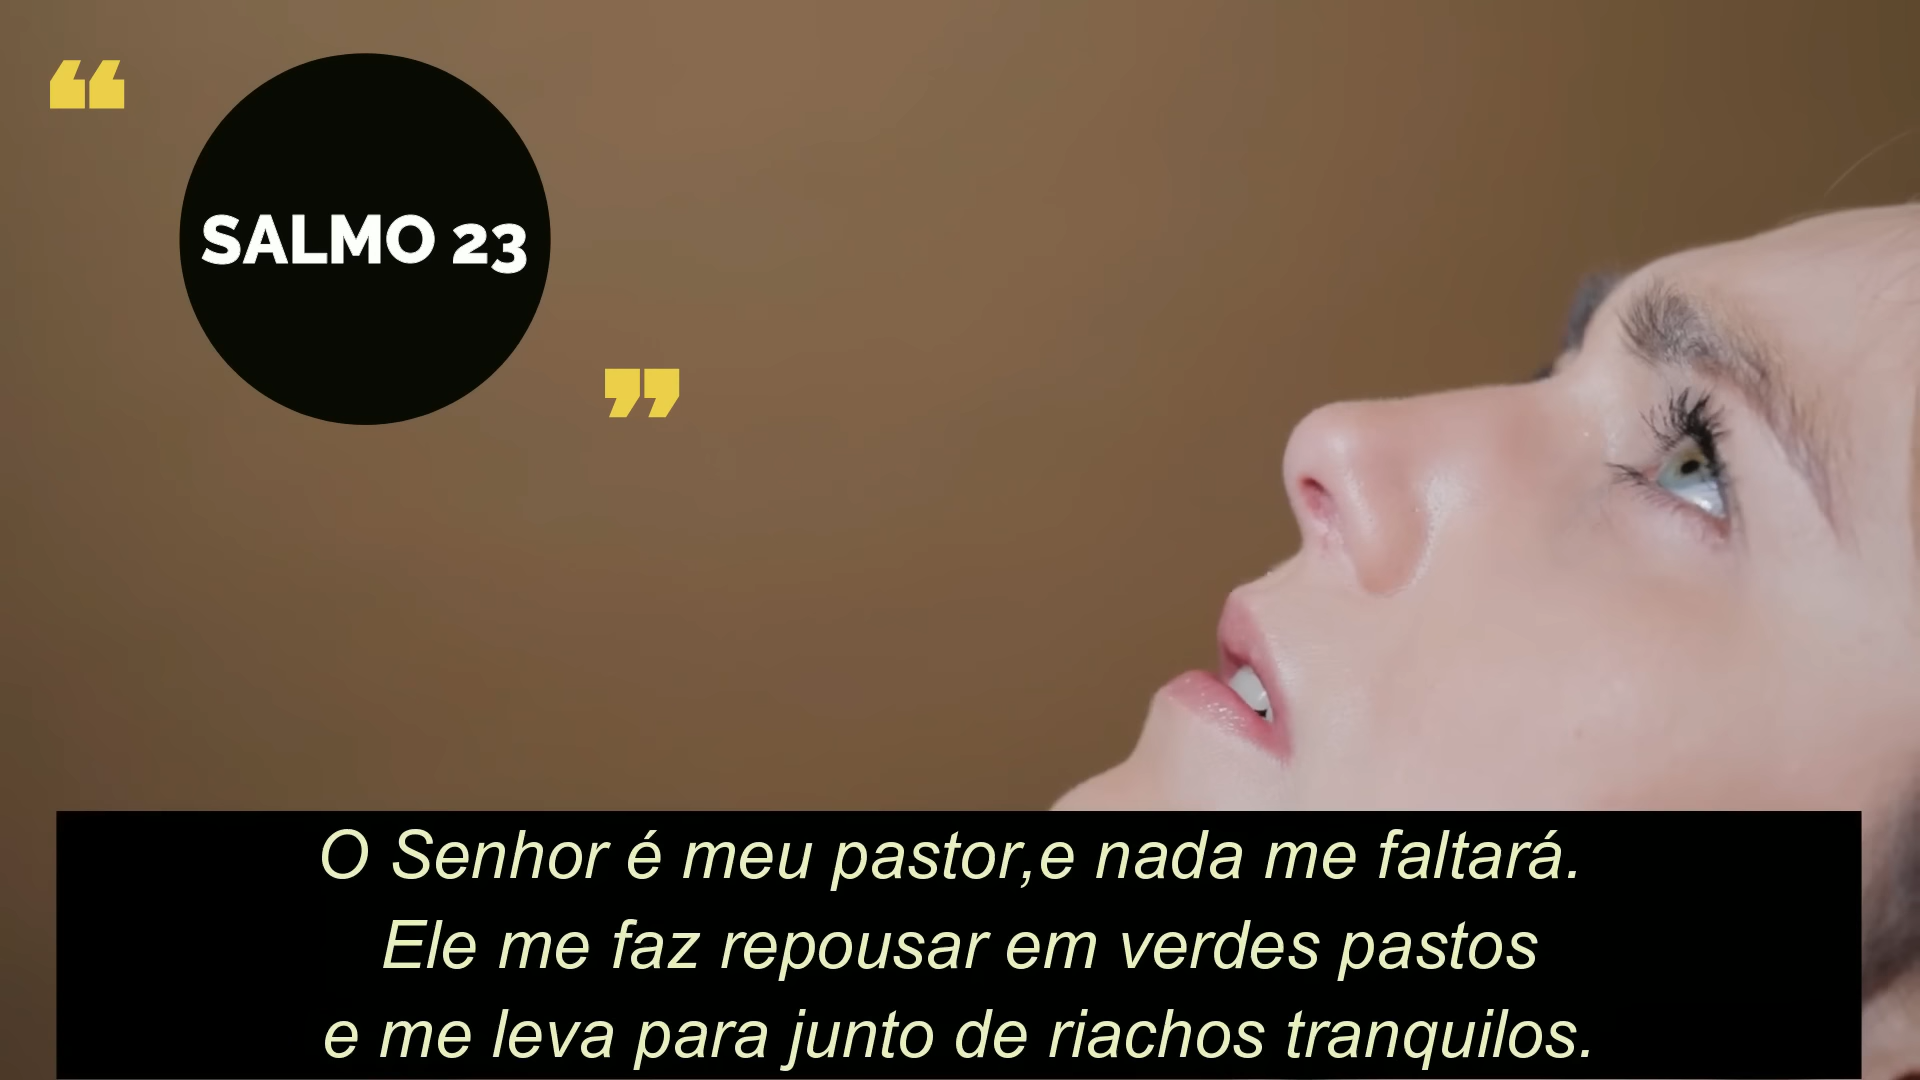 “
SALMO 23
”
O Senhor é meu pastor,e nada me faltará.
Ele me faz repousar em verdes pastos
e me leva para junto de riachos tranquilos.